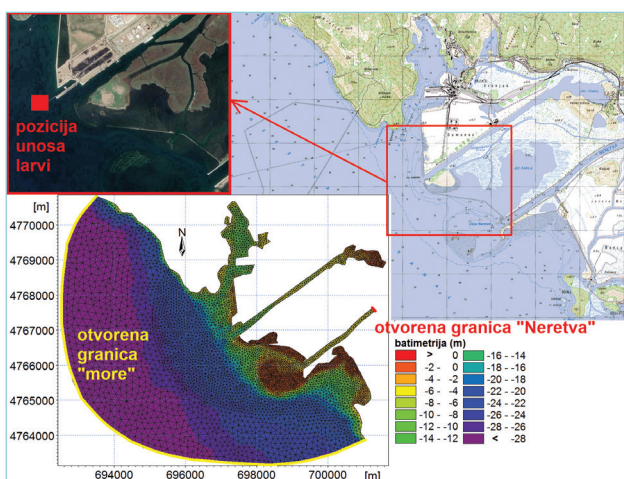 pozicija
unosa
larvi
[m]
4770000
4769000
4768000
4767000
4766000
4765000
4764000
N
otvorena
granica
"more"
otvorena granica "Neretva"
batimetrija (m)
> 0
-2 - 0
-4 - -2
-6 - -4
-8 - -6
-10 - -8
-12 - -10
-14 - -12
-16 - -14
-18 - -16
-20 - -18
-22 - -20
-24 - -22
-26 - -24
-28 - -26
< -28
694000 696000 698000 700000 [m]